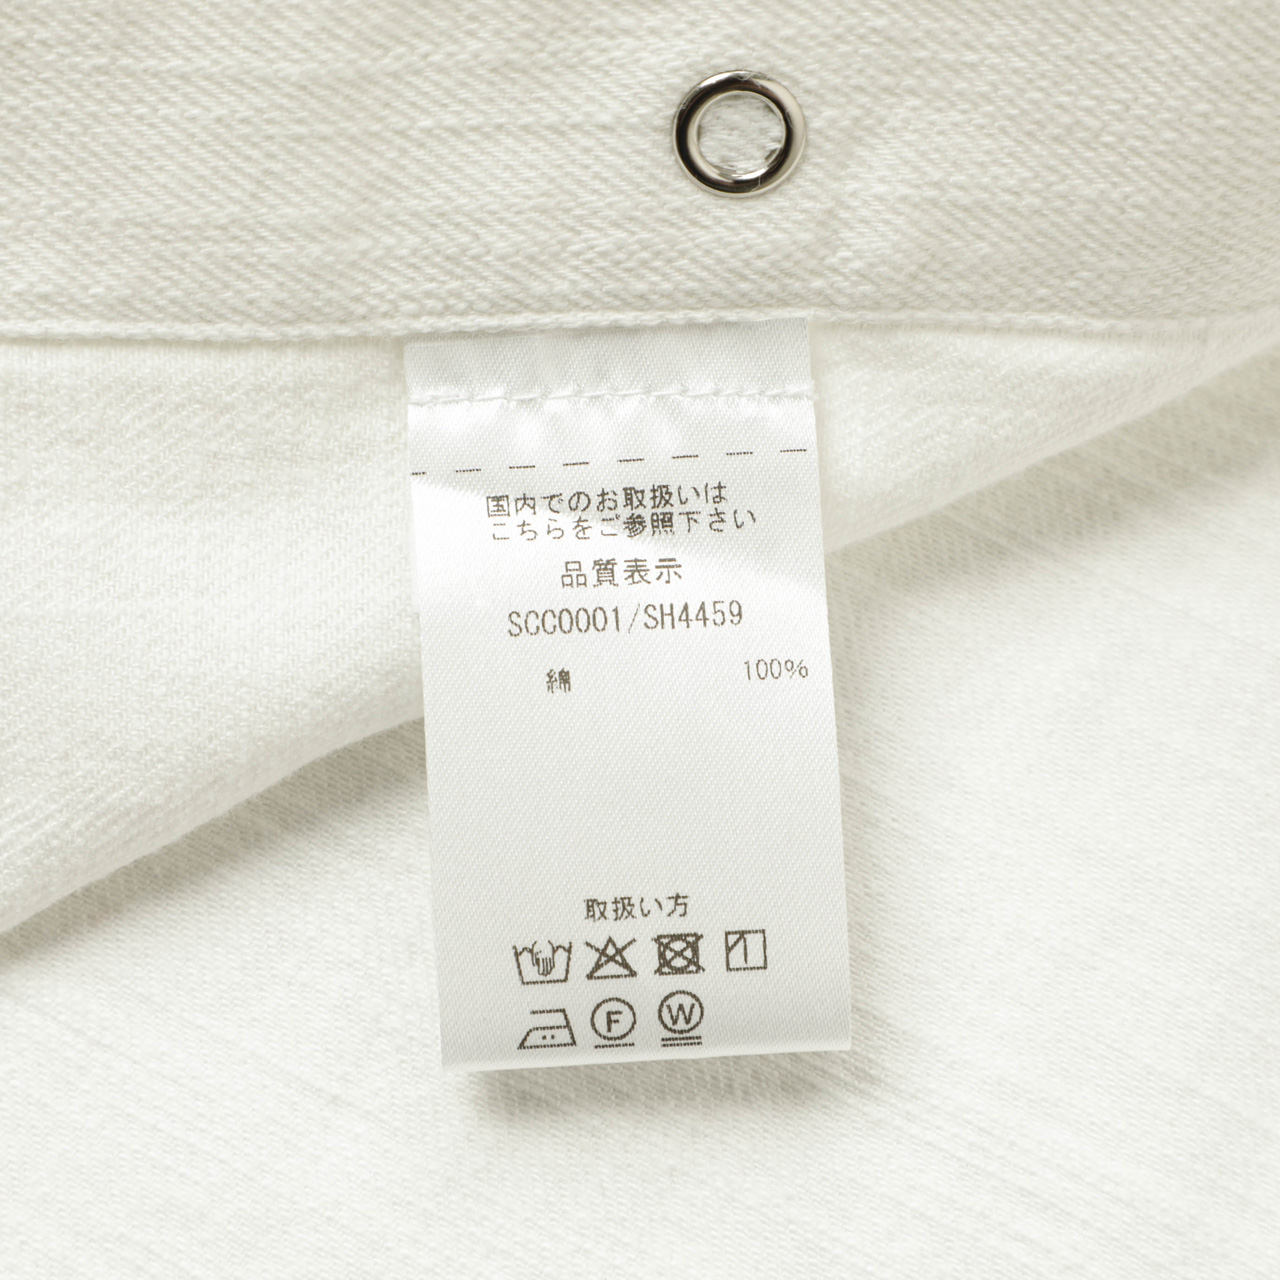 国内でのお取扱いは
こちらをご参照下さい
品質表示
SCC0001/SH4459
綿 100%
取扱い方
F W